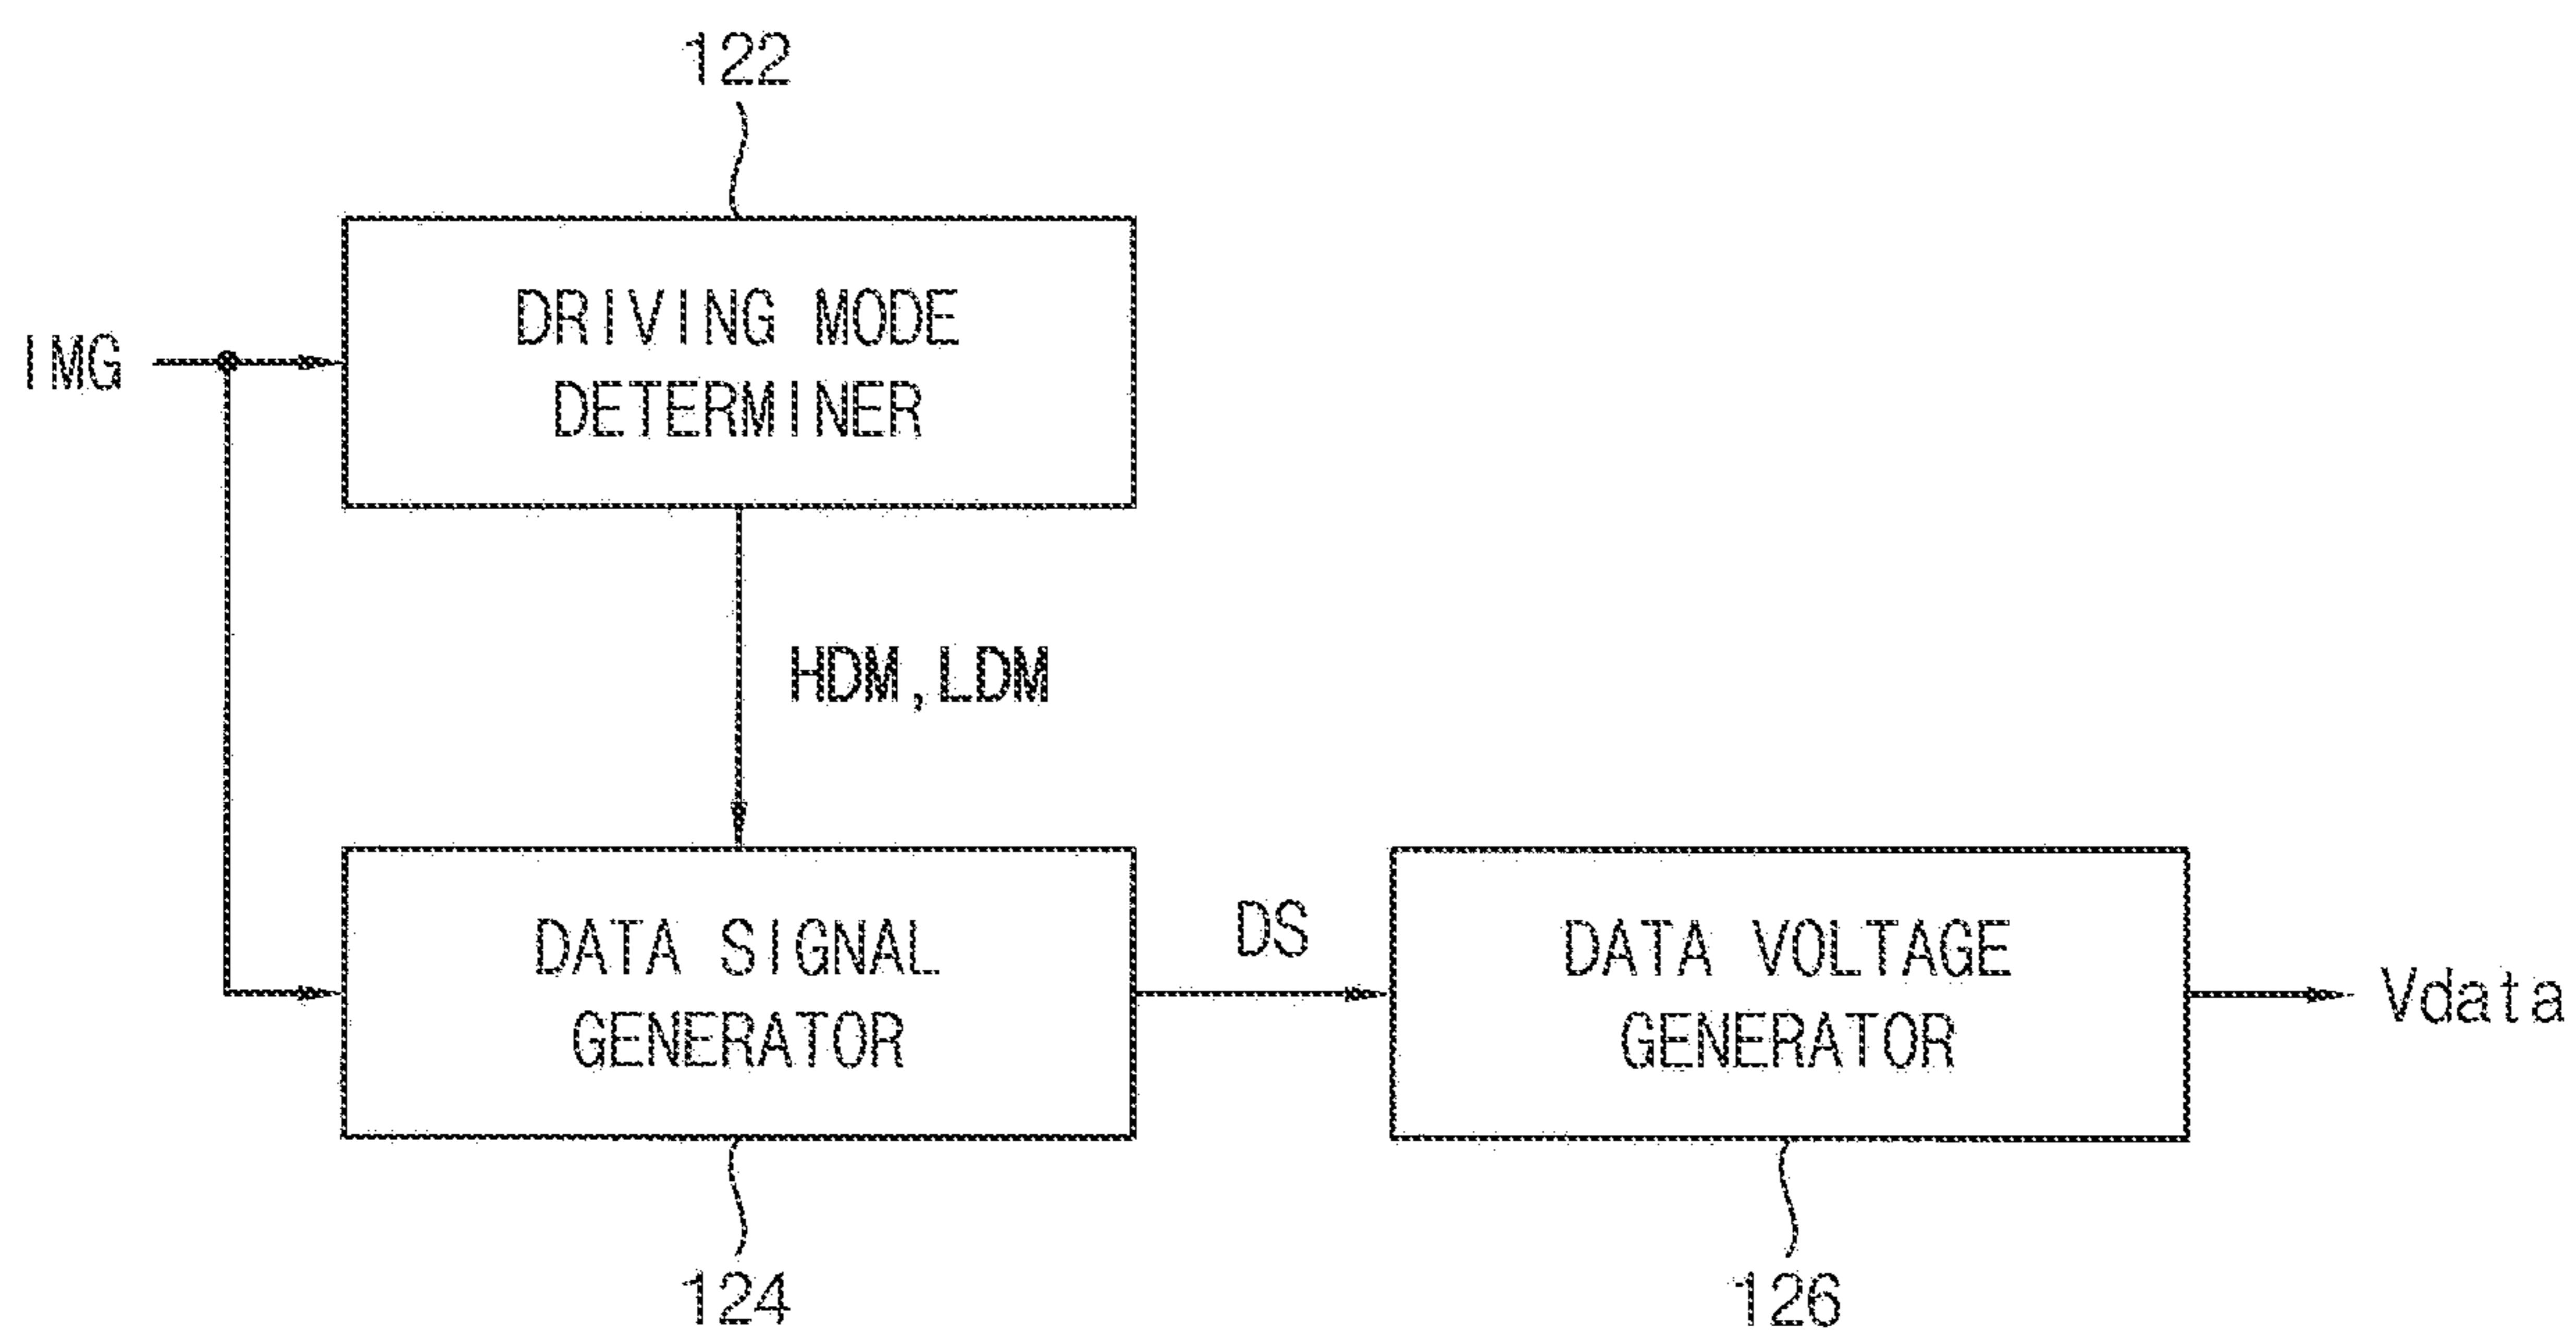 122
IMG
DRIVING MODE
DETERMINER
HDM,LDM
DATA SIGNAL
GENERATOR
DS
DATA VOLTAGE
GENERATOR
Vdata
124
126